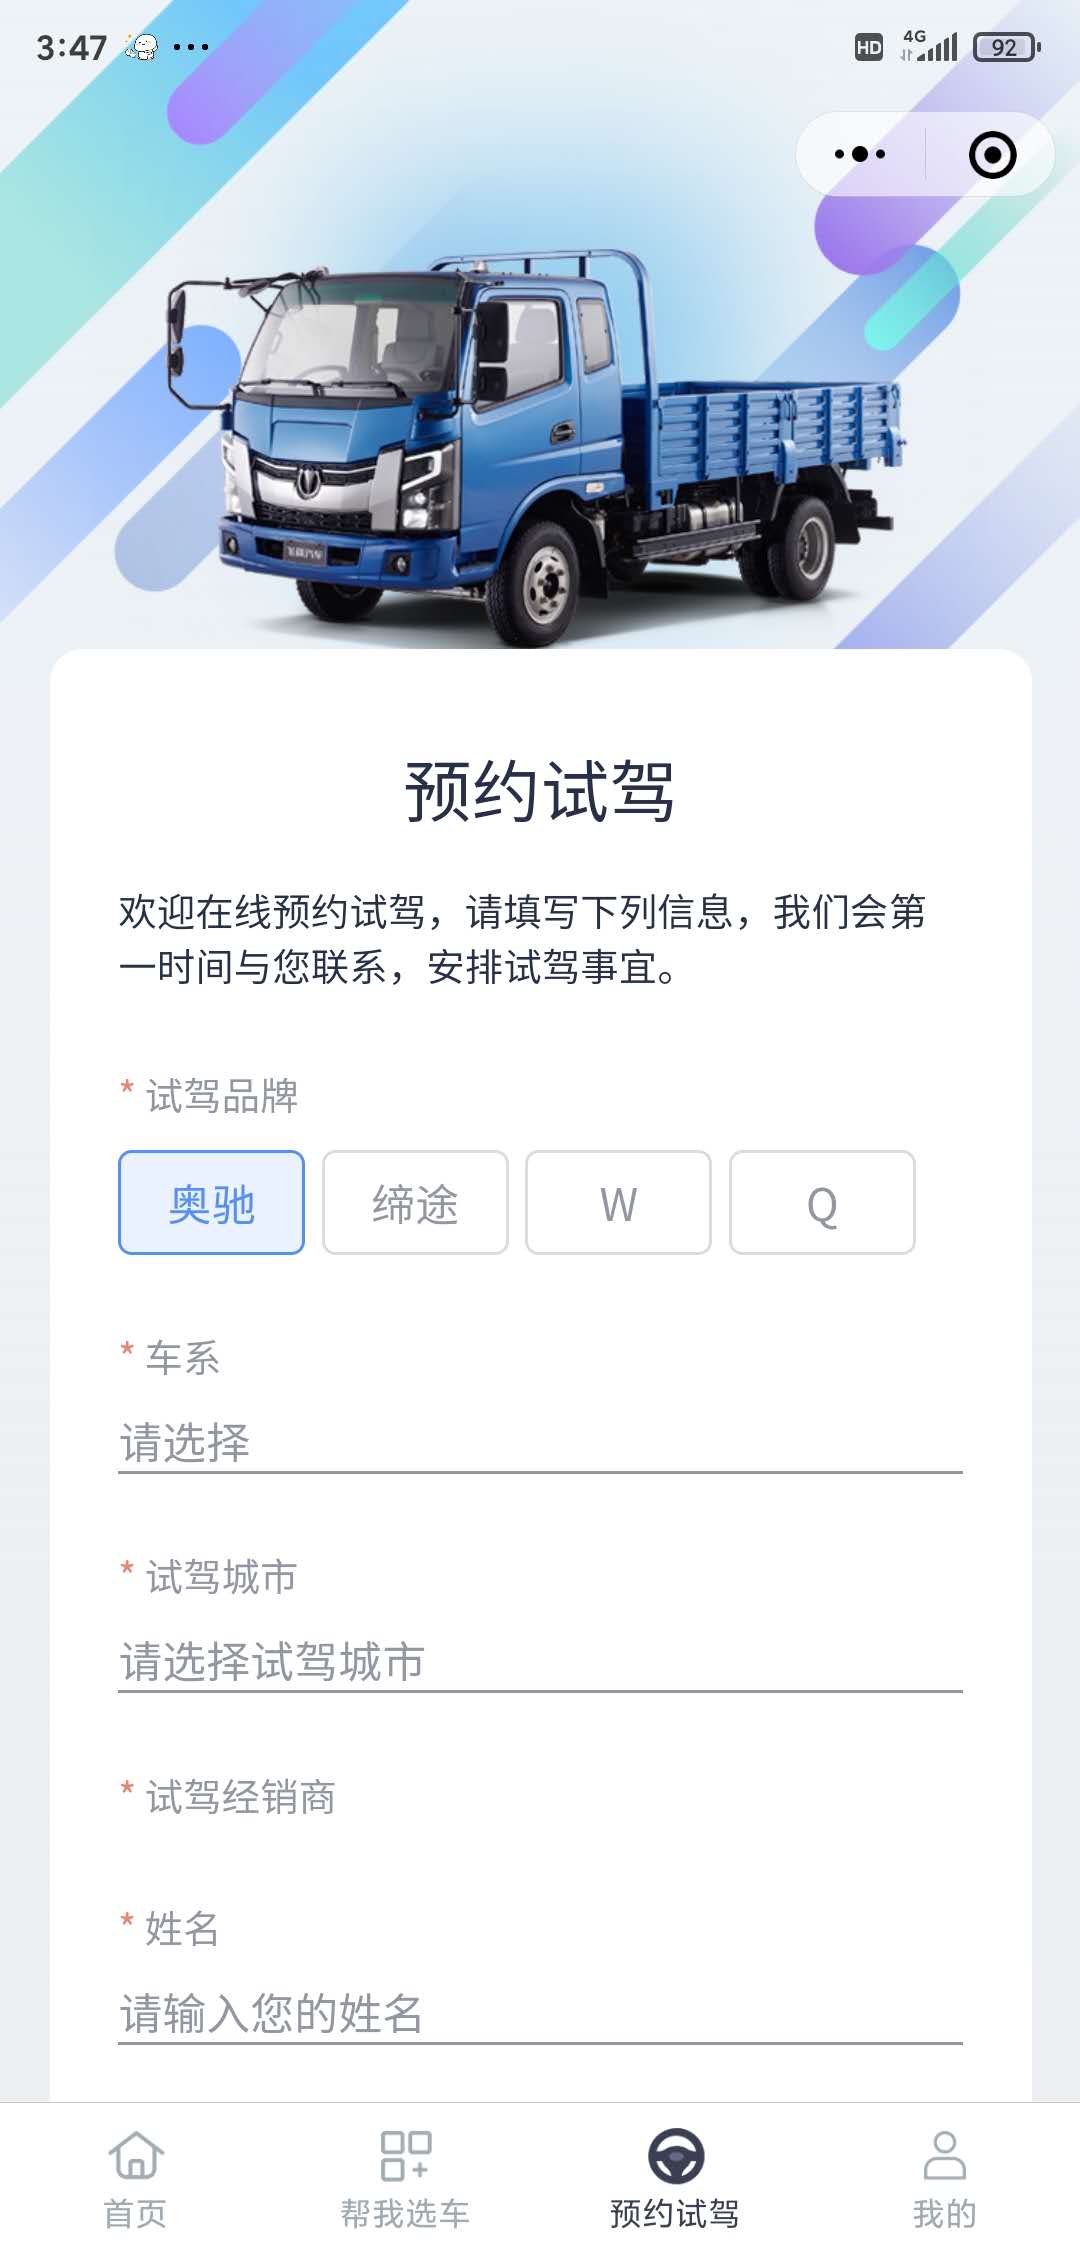 3:47
HD
4G
92
预约试驾
欢迎在线预约试驾，请填写下列信息，我们会第
一时间与您联系，安排试驾事宜。
* 试驾品牌
奥驰 缔途 W Q
* 车系
请选择
* 试驾城市
请选择试驾城市
* 试驾经销商
* 姓名
请输入您的姓名
首页 帮我选车 预约试驾 我的